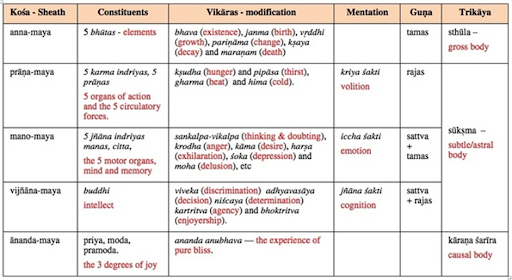 Kośa - Sheath
Constituents
Vikāras - modification
Mentation
Guṇa
Trikāya
anna-maya
5 bhūtas - elements
bhava (existence), janma (birth), vṛddhi
(growth), pariṇāma (change), kṣaya
(decay) and maraṇam (death)
tamas
sthūla –
gross body
prāṇa-maya
5 karma indriyas, 5
prāṇas
5 organs of action
and the 5 circulatory
forces.
kṣudha (hunger) and pipāsa (thirst),
gharma (heat) and hima (cold).
kriya śakti
volition
rajas
sūkṣma –
subtle/astral
body
mano-maya
5 jñāna indriyas
manas, citta,
the 5 motor organs,
mind and memory
sankalpa-vikalpa (thinking & doubting),
krodha (anger), kāma (desire), harṣa
(exhilaration), śoka (depression) and
moha (delusion), etc
iccha śakti
emotion
sattva
+
tamas
vijñāna-maya
buddhi
intellect
viveka (discrimination) adhyavasāya
(decision) niścaya (determination)
kartritva (agency) and bhoktritva
(enjoyership).
jñāna śakti
cognition
sattva
+ rajas
ānanda-maya
priya, moda,
pramoda.
the 3 degrees of joy
ananda anubhava — the experience of
pure bliss.
kāraṇa śarīra
causal body